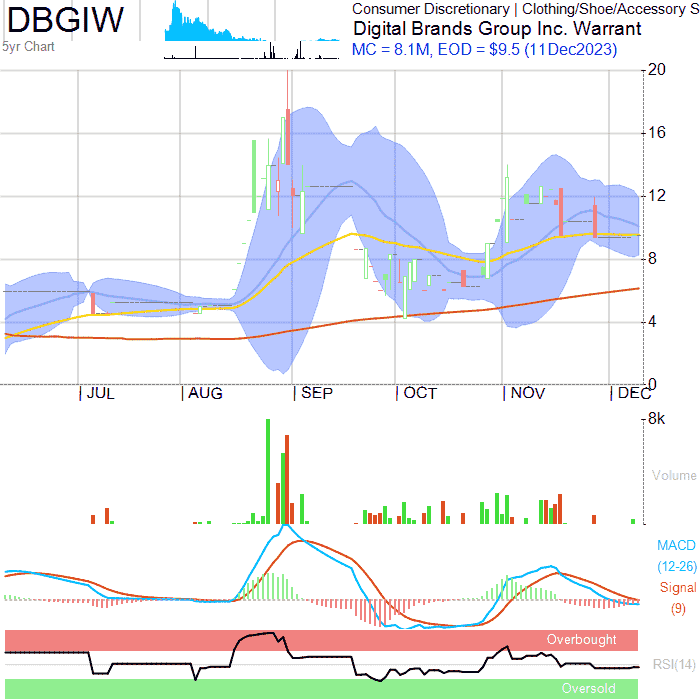 DBGIW
5yr Chart
Consumer Discretionary | Clothing/Shoe/Accessory S
Digital Brands Group Inc. Warrant
MC = 8.1M, EOD = $9.5 (11Dec2023)
20
16
12
8
4
0
JUL
AUG
SEP
OCT
NOV
DEC
8k
Volume
MACD
(12-26)
Signal
(9)
Overbought
RSI(14)
Oversold